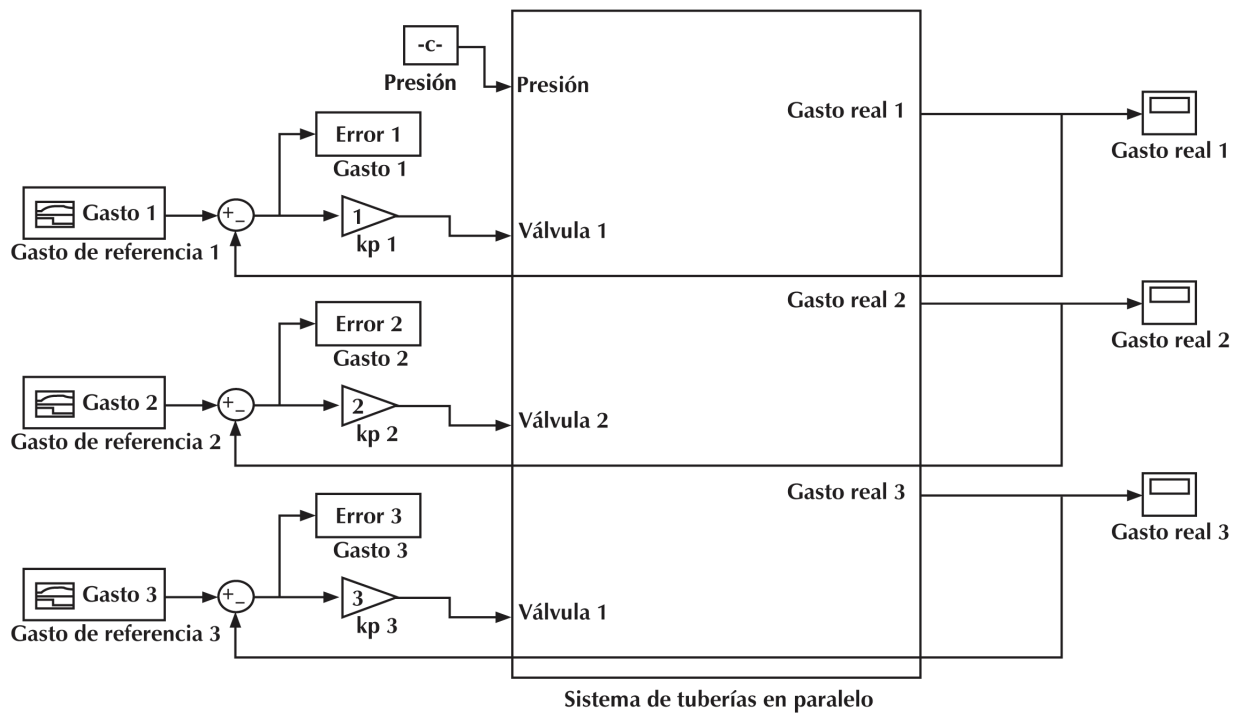 -c-
Presión
Presión
Gasto real 1
Gasto real 1
Error 1
Gasto 1
Gasto 1
Gasto de referencia 1
+
–
1
kp 1
Válvula 1
Gasto real 2
Gasto real 2
Error 2
Gasto 2
Gasto 2
Gasto de referencia 2
+
–
2
kp 2
Válvula 2
Gasto real 3
Gasto real 3
Error 3
Gasto 3
Gasto 3
Gasto de referencia 3
+
–
3
kp 3
Válvula 1
Sistema de tuberías en paralelo